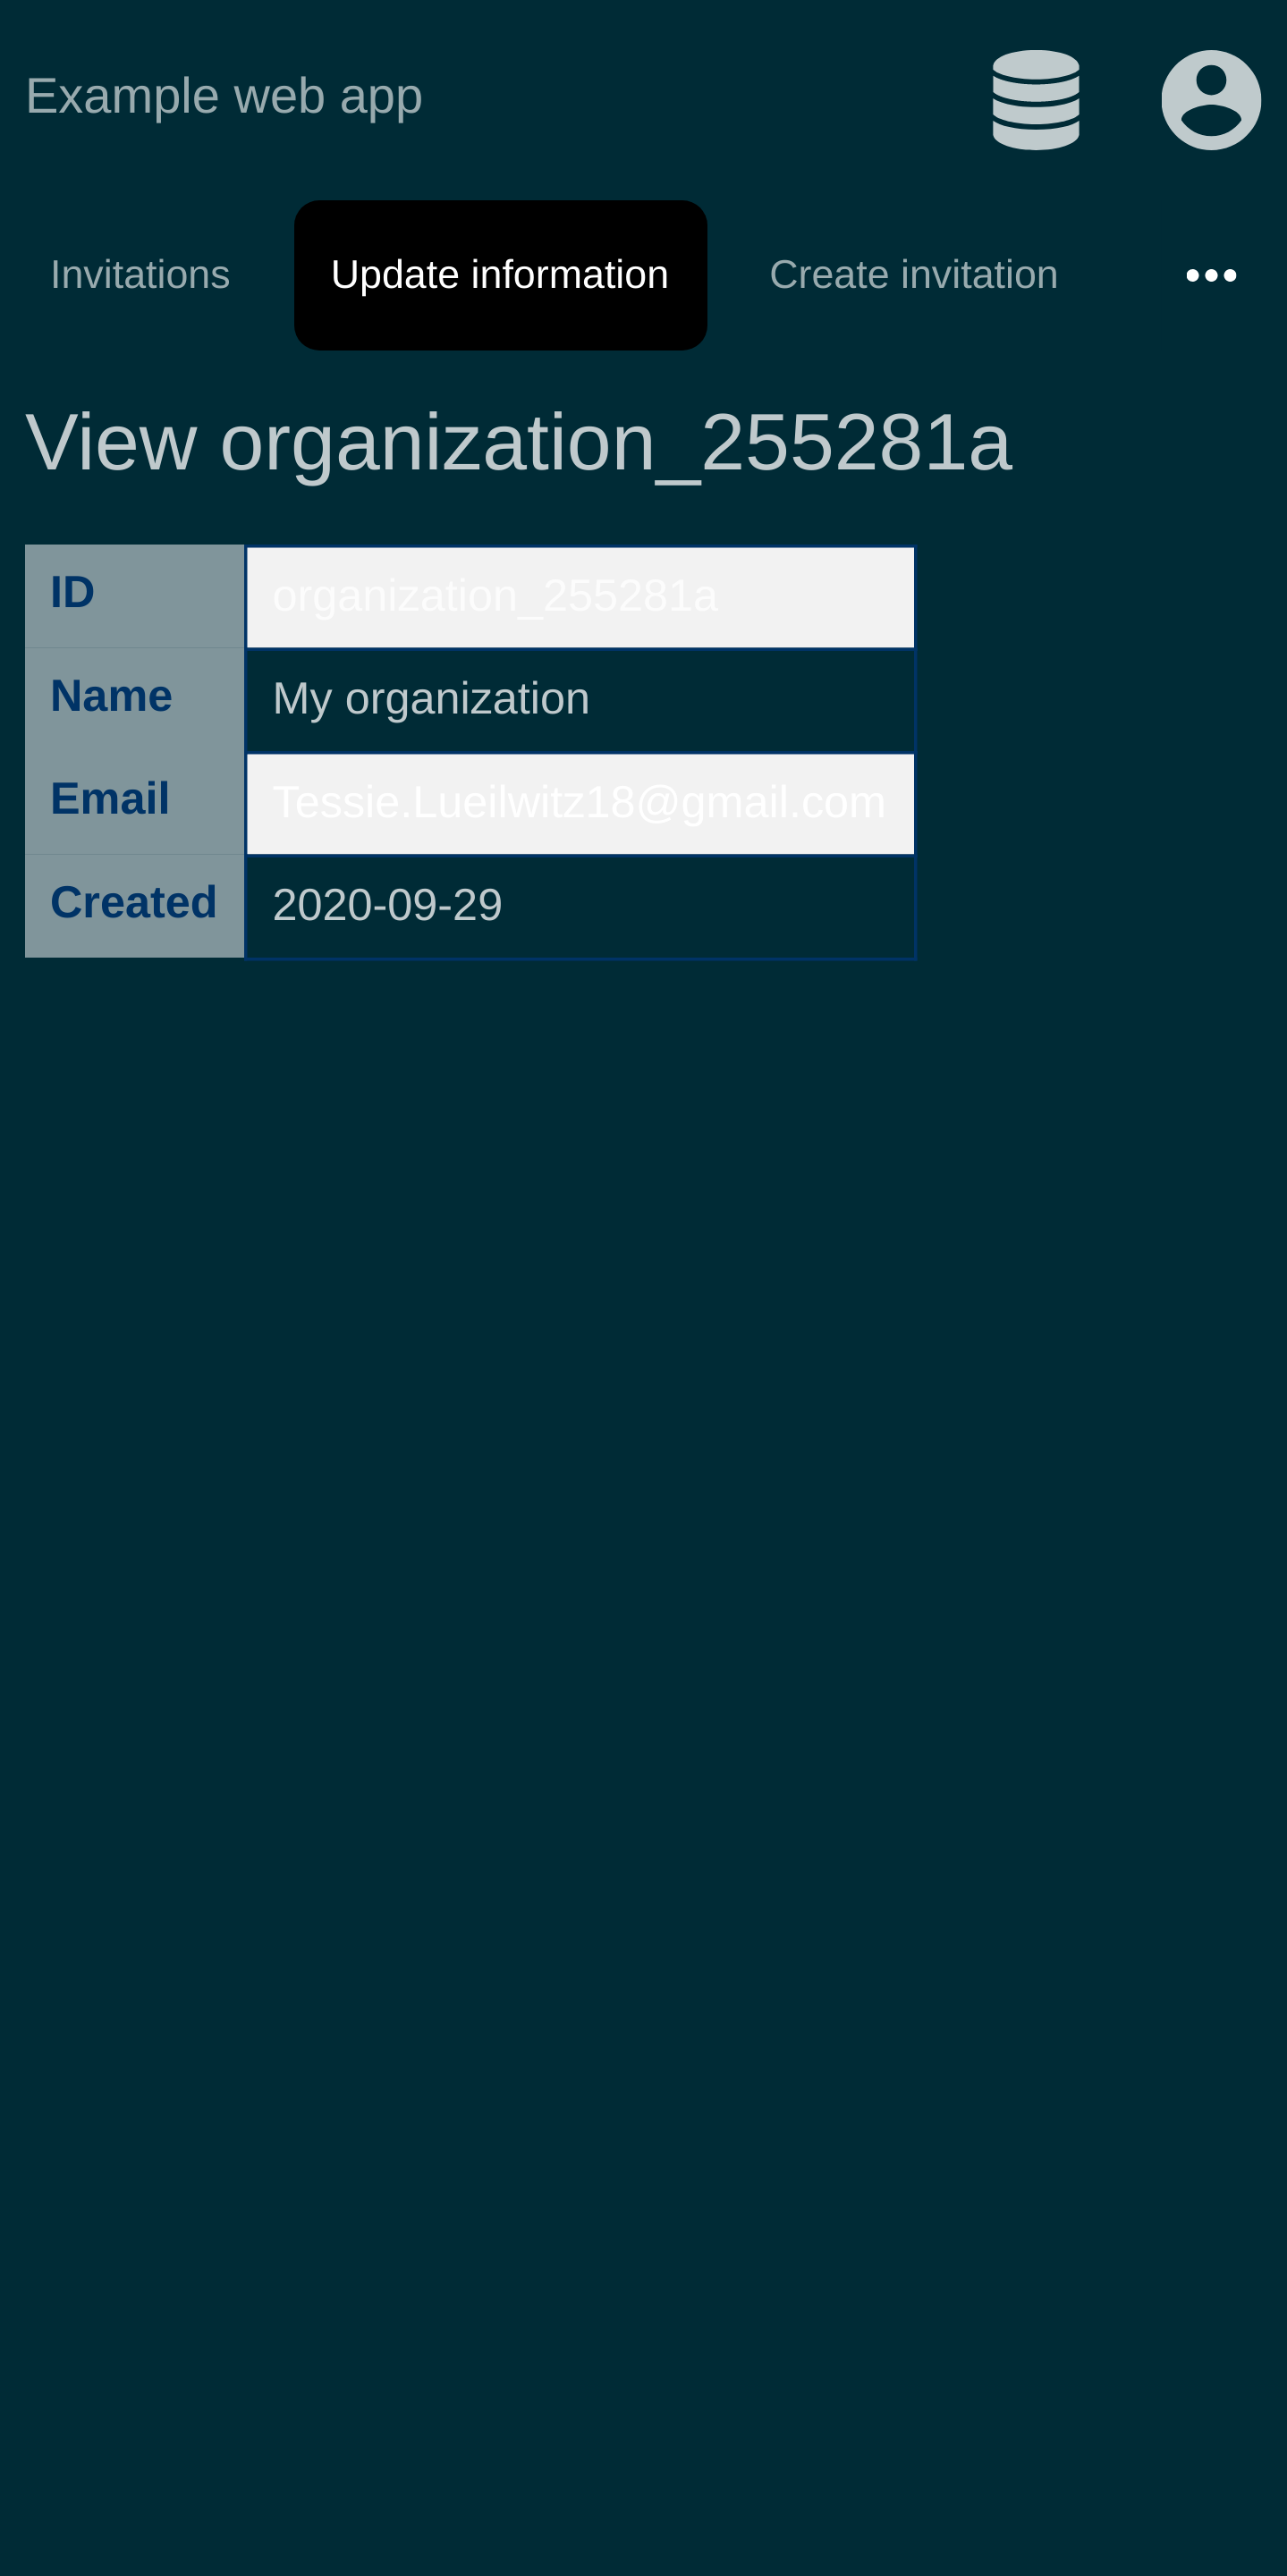 Example web app
Invitations Update information Create invitation
View organization_255281a
ID organization_255281a
Name My organization
Email Tessie.Lueilwitz18@gmail.com
Created 2020-09-29